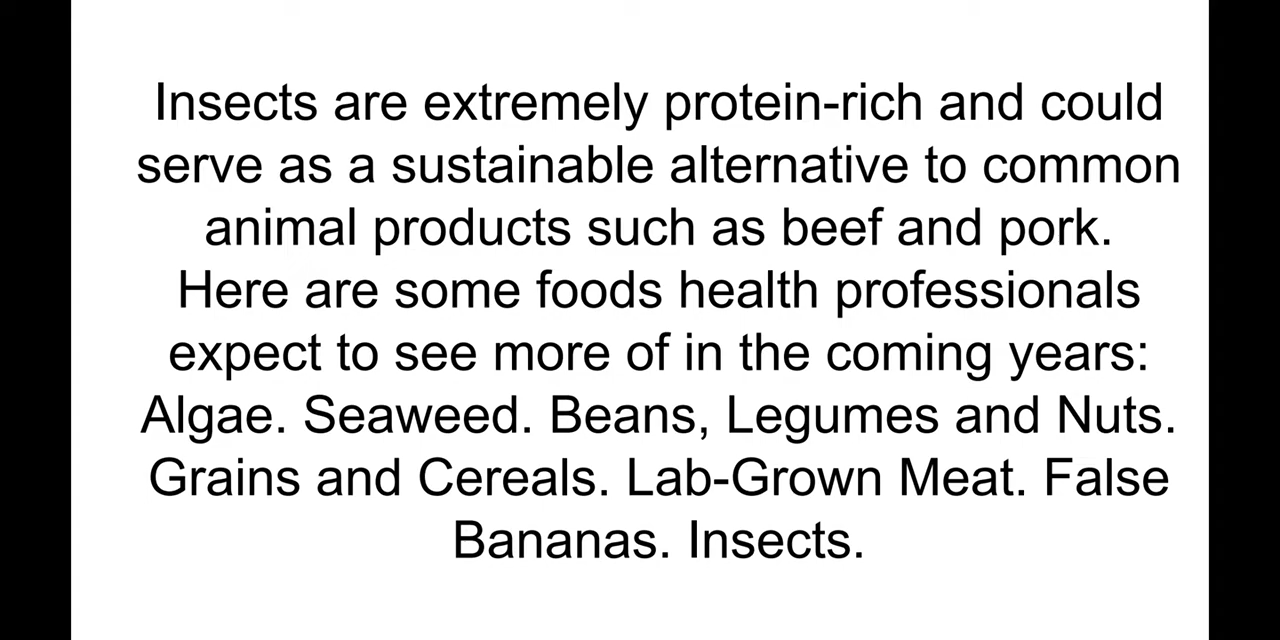 Insects are extremely protein-rich and could
serve as a sustainable alternative to common
animal products such as beef and pork.
Here are some foods health professionals
expect to see more of in the coming years:
Algae. Seaweed. Beans, Legumes and Nuts.
Grains and Cereals. Lab-Grown Meat. False
Bananas. Insects.